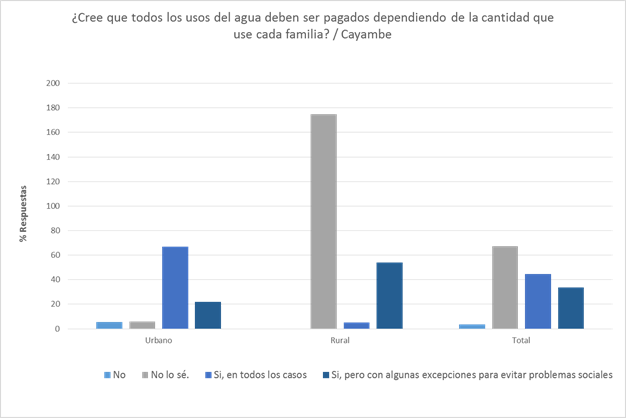 ¿Cree que todos los usos del agua deben ser pagados dependiendo de la cantidad que
use cada familia? / Cayambe
200
180
160
140
120
100
80
60
40
20
0
% Respuestas
Urbano Rural Total
No No lo sé. Si, en todos los casos Si, pero con algunas excepciones para evitar problemas sociales